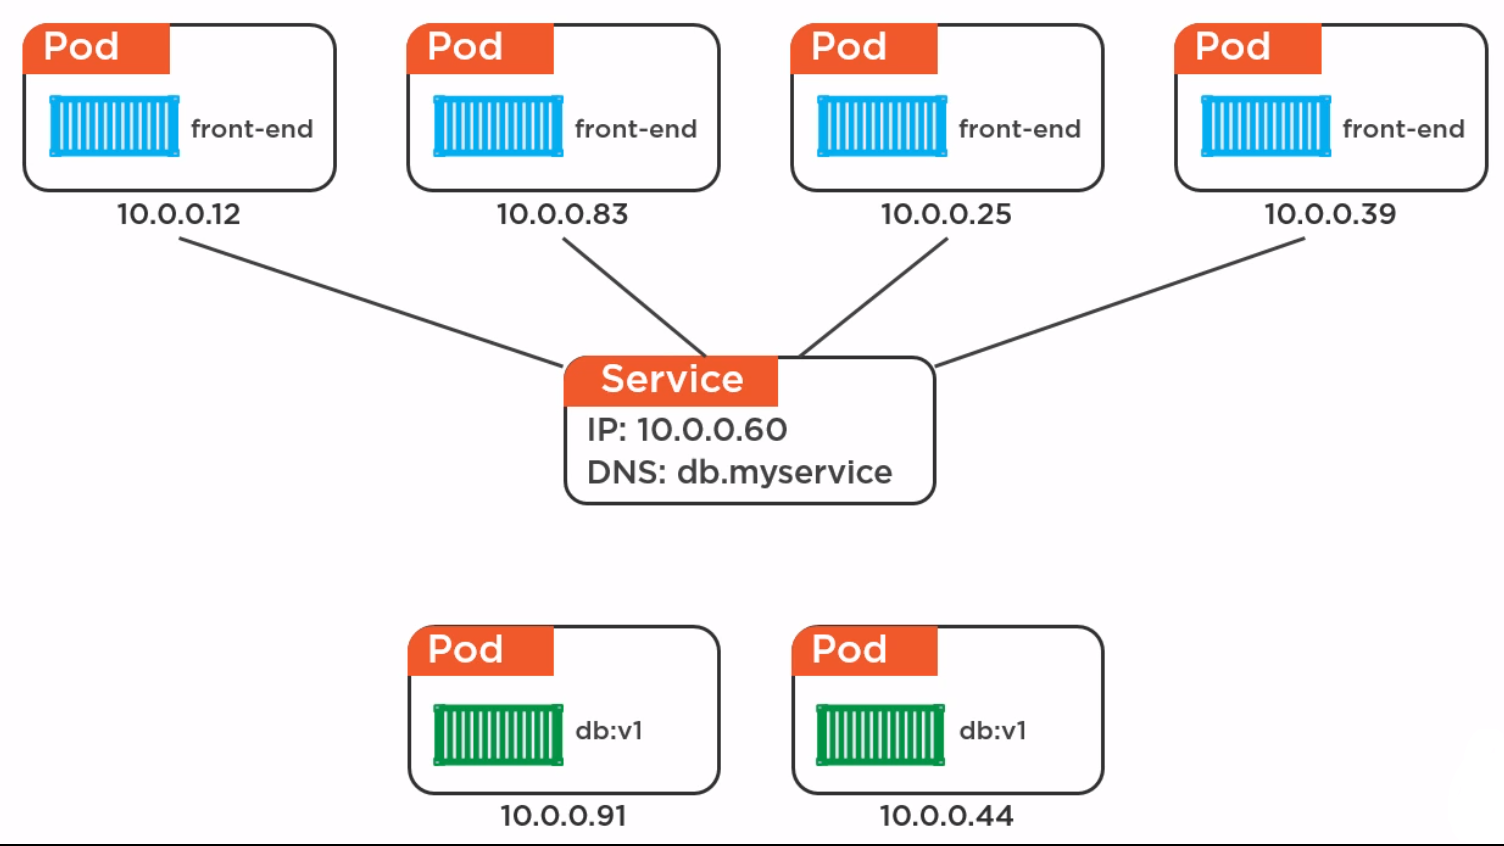 Pod
front-end
10.0.0.12
Pod
front-end
10.0.0.83
Pod
front-end
10.0.0.25
Pod
front-end
10.0.0.39
Service
IP: 10.0.0.60
DNS: db.myservice
Pod
db:v1
10.0.0.91
Pod
db:v1
10.0.0.44